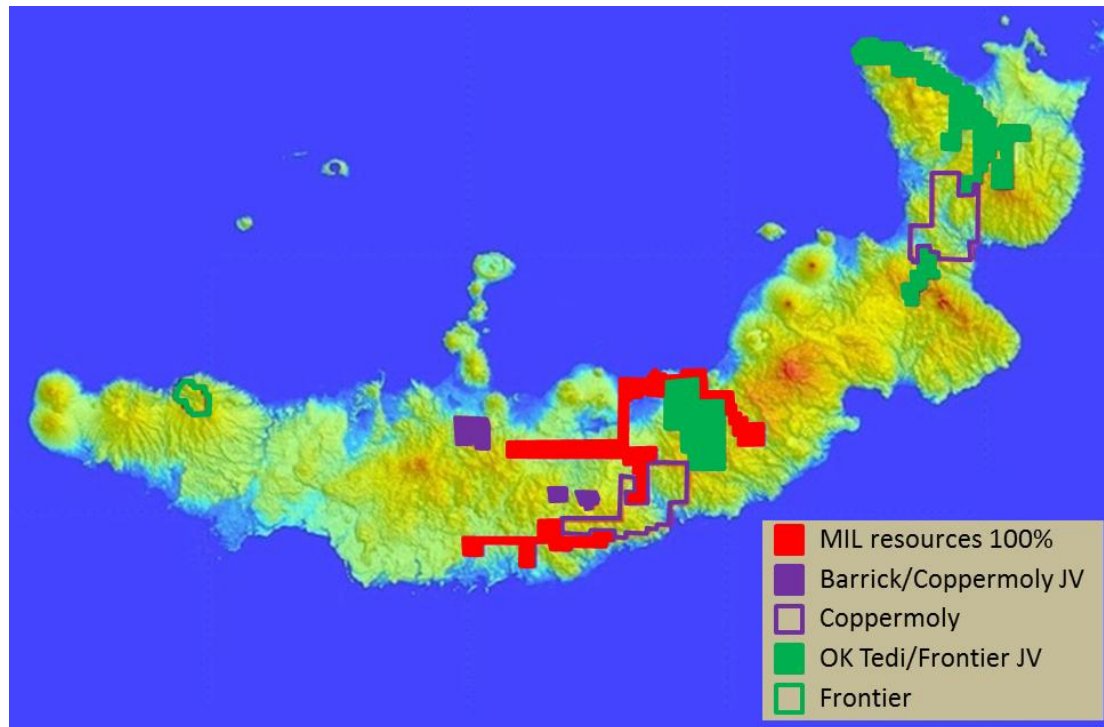 MIL resources 100%
Barrick/Coppermoly JV
Coppermoly
OK Tedi/Frontier JV
Frontier